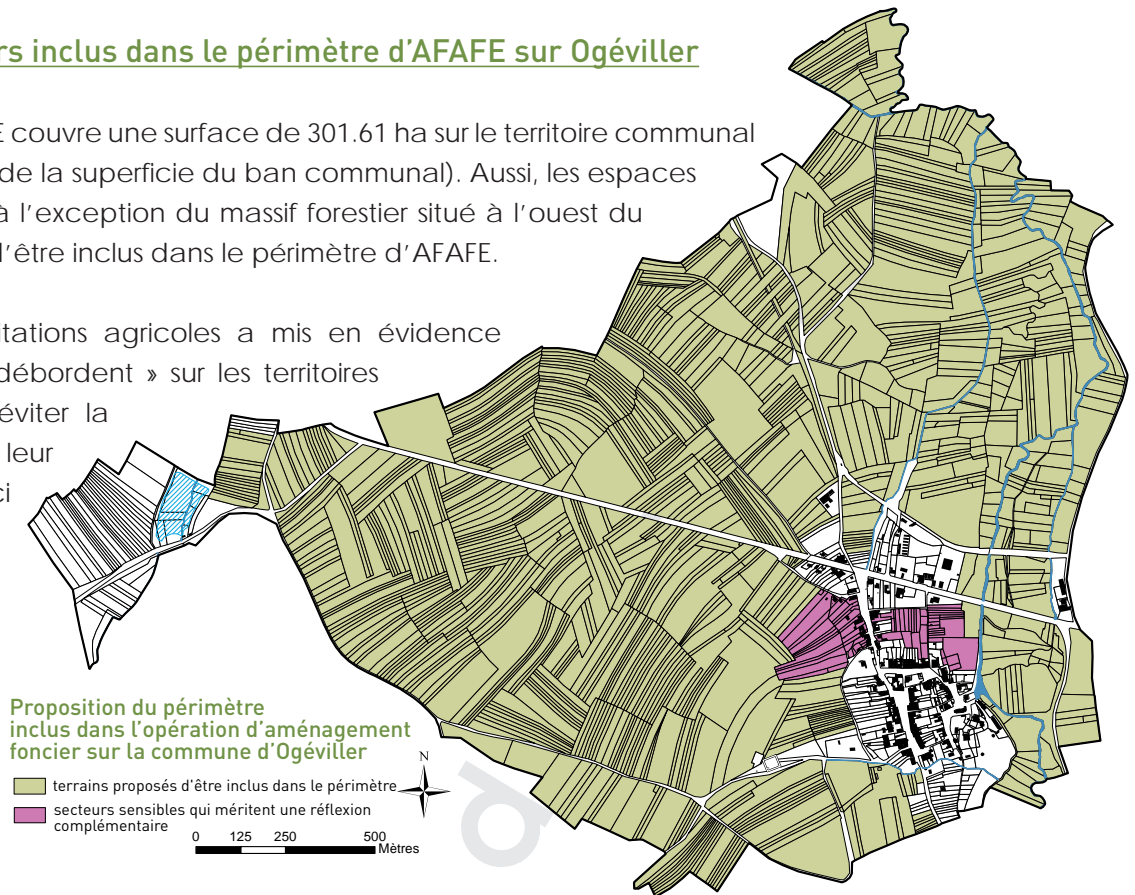 rs inclus dans le périmètre d'AFAFE sur Ogéviller
E couvre une surface de 301.61 ha sur le territoire communal
de la superficie du ban communal). Aussi, les espaces
à l'exception du massif forestier situé à l'ouest du
d'être inclus dans le périmètre d'AFAFE.
itations agricoles a mis en évidence
débordent » sur les territoires
éviter la
leur
ci
Proposition du périmètre
inclus dans l'opération d'aménagement
foncier sur la commune d'Ogéviller
terrains proposés d'être inclus dans le périmètre
secteurs sensibles qui méritent une réflexion
complémentaire
N
0 125 250 500
Mètres
d